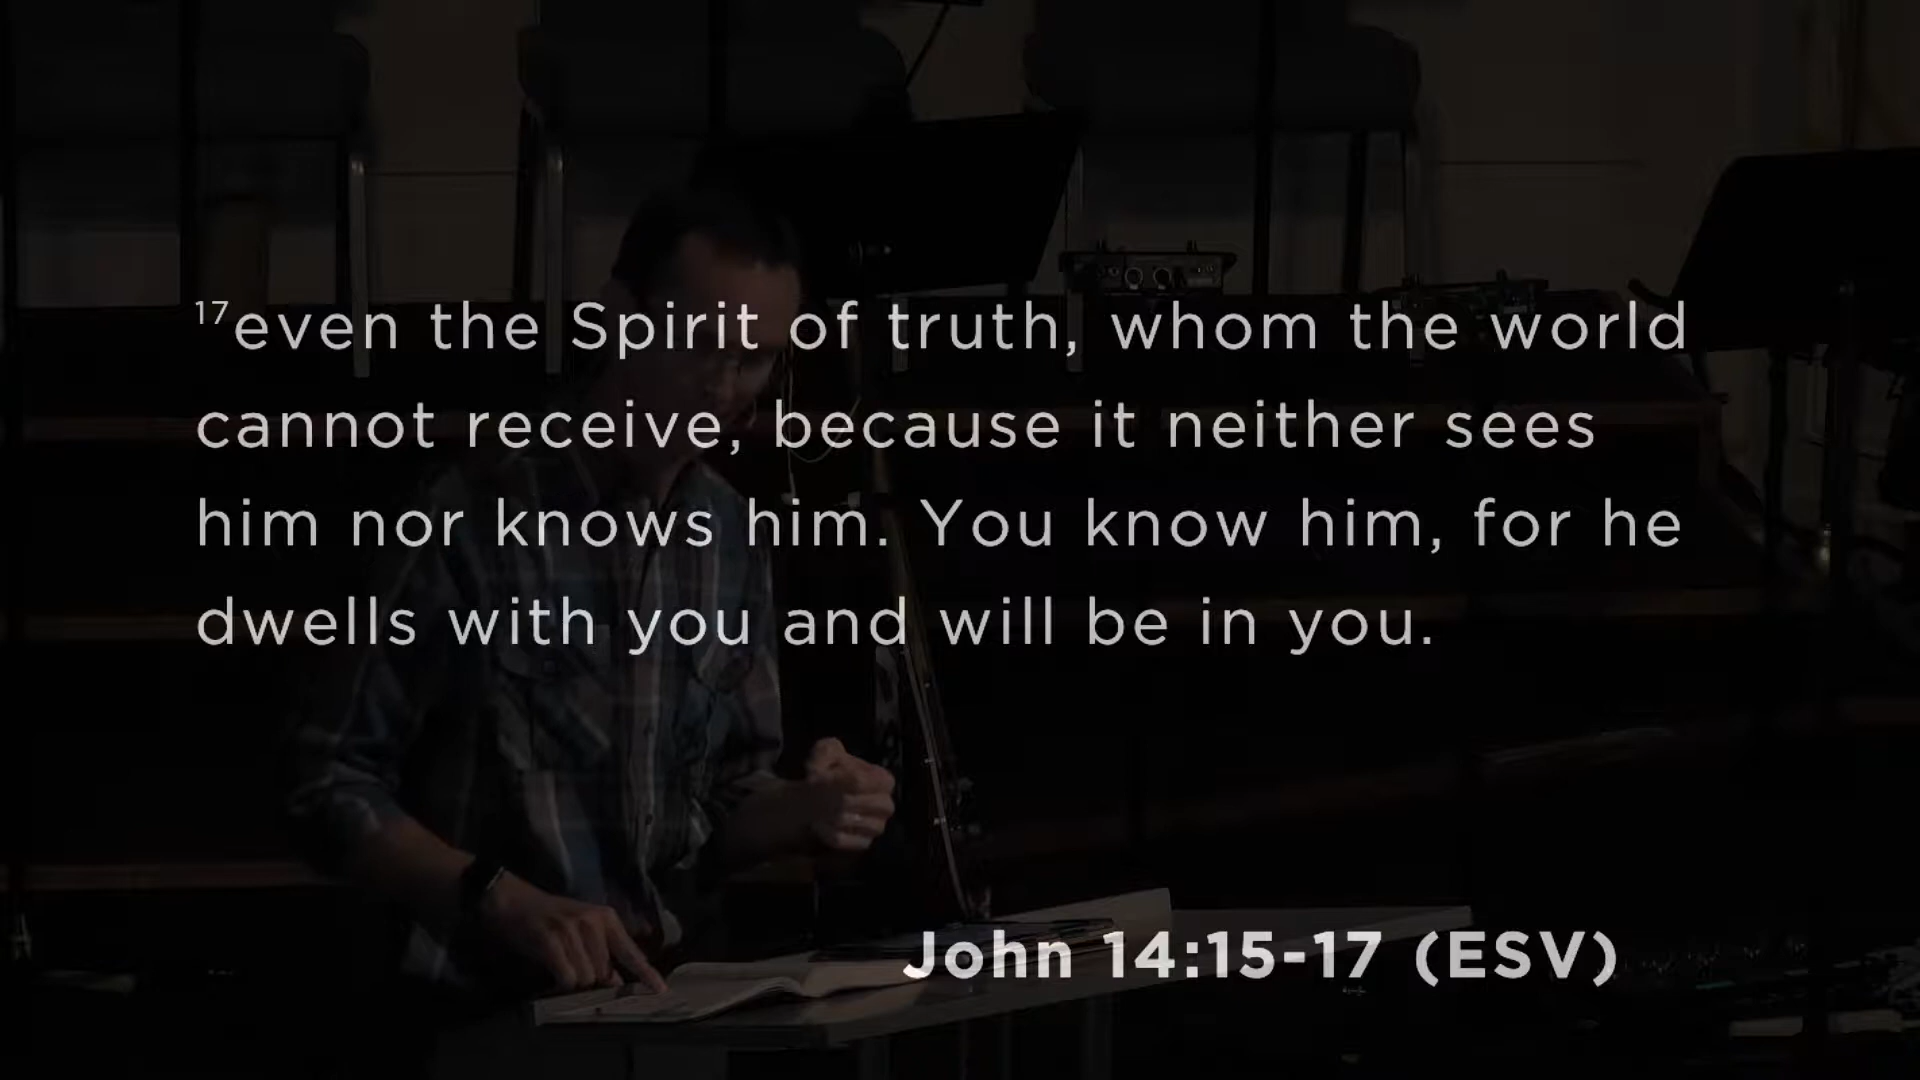 17even the Spirit of truth, whom the world
cannot receive, because it neither sees
him nor knows him. You know him, for he
dwells with you and will be in you.
John 14:15-17 (ESV)